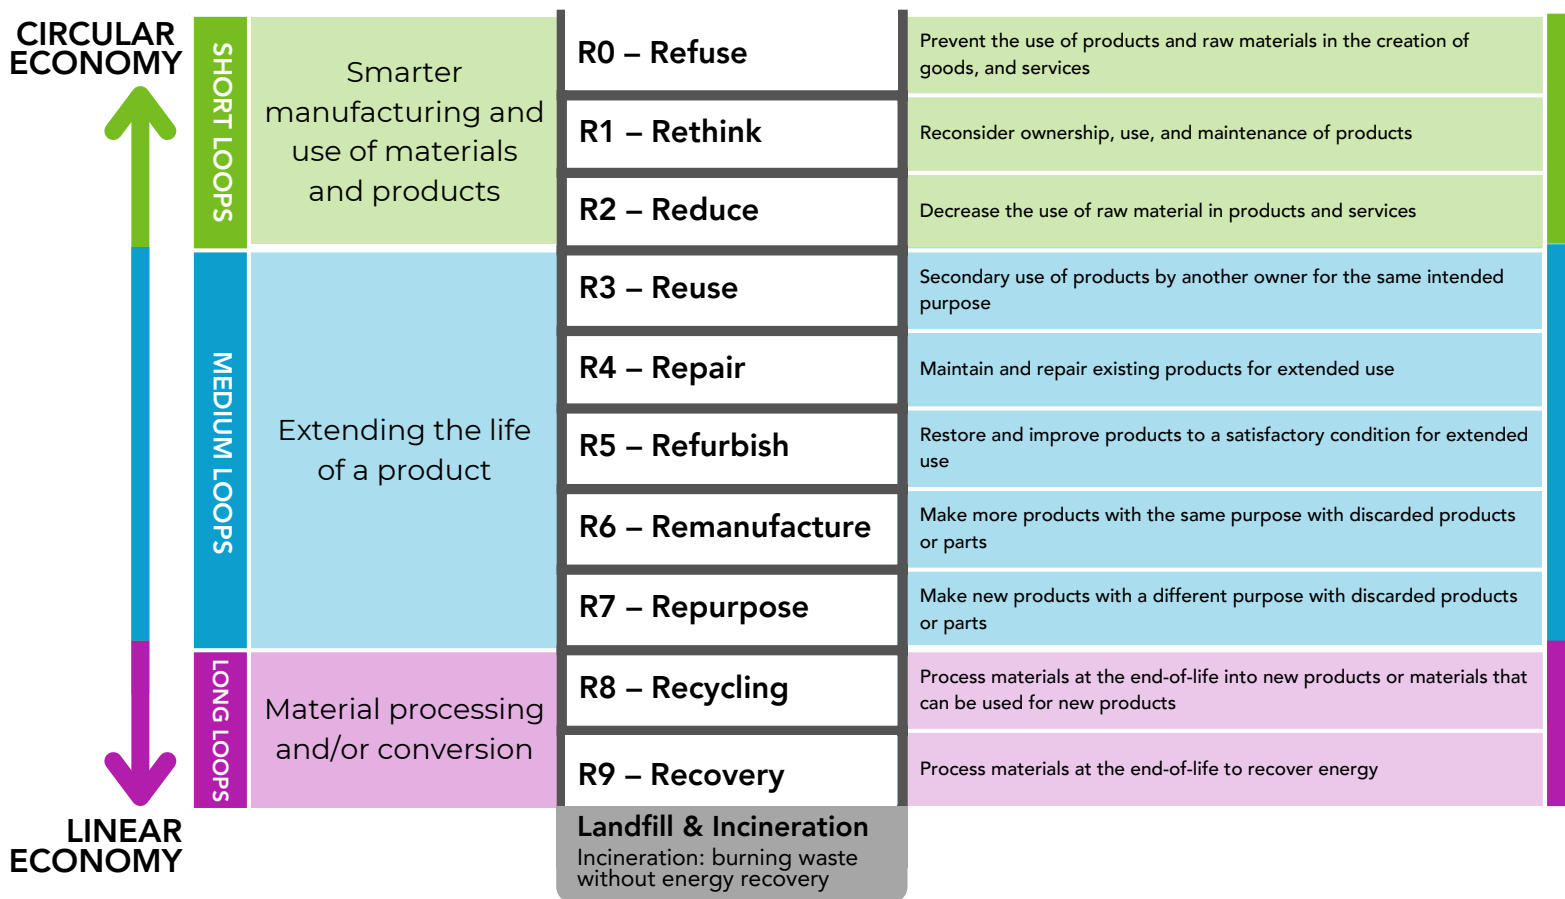 CIRCULAR
ECONOMY
SHORT LOOPS
Smarter
manufacturing and
use of materials
and products
R0 – Refuse
Prevent the use of products and raw materials in the creation of
goods, and services
R1 – Rethink
Reconsider ownership, use, and maintenance of products
R2 – Reduce
Decrease the use of raw material in products and services
MEDIUM LOOPS
Extending the life
of a product
R3 – Reuse
Secondary use of products by another owner for the same intended
purpose
R4 – Repair
Maintain and repair existing products for extended use
R5 – Refurbish
Restore and improve products to a satisfactory condition for extended
use
R6 – Remanufacture
Make more products with the same purpose with discarded products
or parts
R7 – Repurpose
Make new products with a different purpose with discarded products
or parts
LONG LOOPS
Material processing
and/or conversion
R8 – Recycling
Process materials at the end-of-life into new products or materials that
can be used for new products
R9 – Recovery
Process materials at the end-of-life to recover energy
LINEAR
ECONOMY
Landfill & Incineration
Incineration: burning waste
without energy recovery